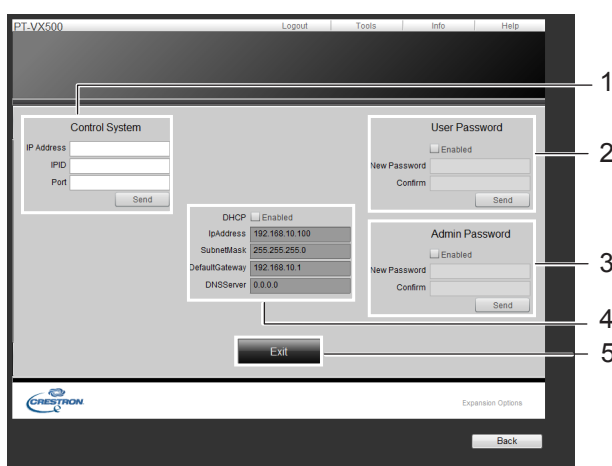 PT-VX500 Logout Tools Info Help
1
Control System
IP Address
IPID
Port
Send
User Password
Enabled
New Password
Confirm
Send
2
DHCP Enabled
IpAddress 192.168.10.100
SubnetMask 255.255.255.0
DefaultGateway 192.168.10.1
DNSServer 0.0.0.0
Admin Password
Enabled
New Password
Confirm
Send
3
4
Exit
5
CRESTRON
Expansion Options
Back